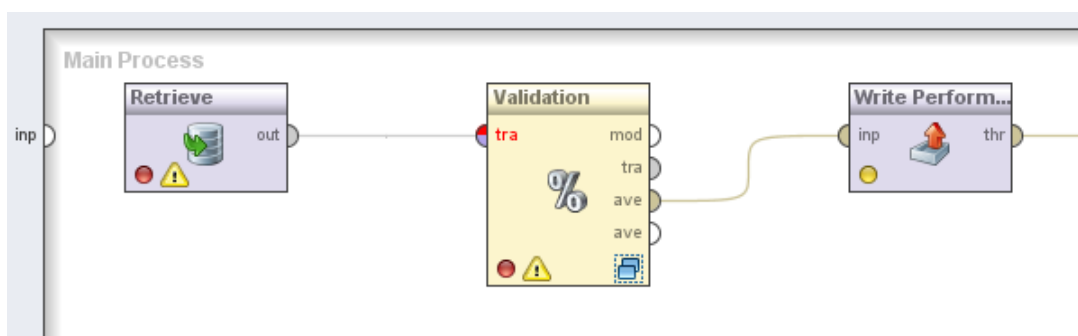 Main Process
Retrieve
inp
out
Validation
tra
mod
tra
ave
ave
%
Write Perform...
inp
thr